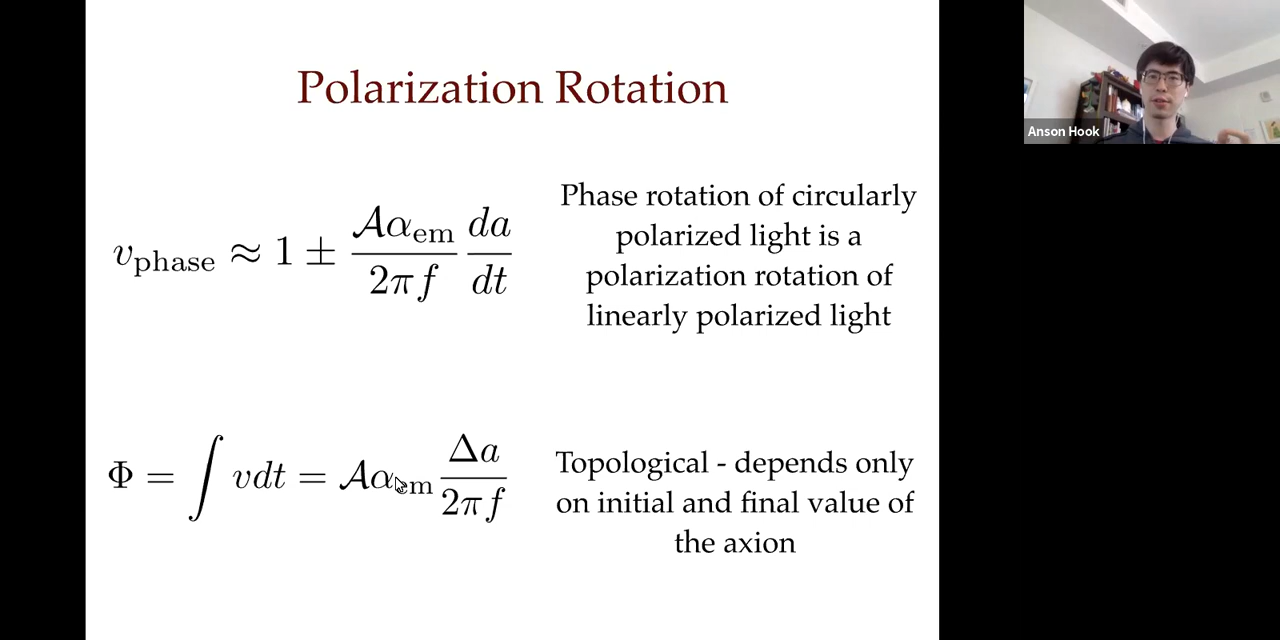 Polarization Rotation
v_phase ≈ 1 ± 𝒜α_em/2πf da/dt
Phase rotation of circularly
polarized light is a
polarization rotation of
linearly polarized light
Φ = ∫ vdt = 𝒜α_em Δa/2πf
Topological - depends only
on initial and final value of
the axion
Anson Hook